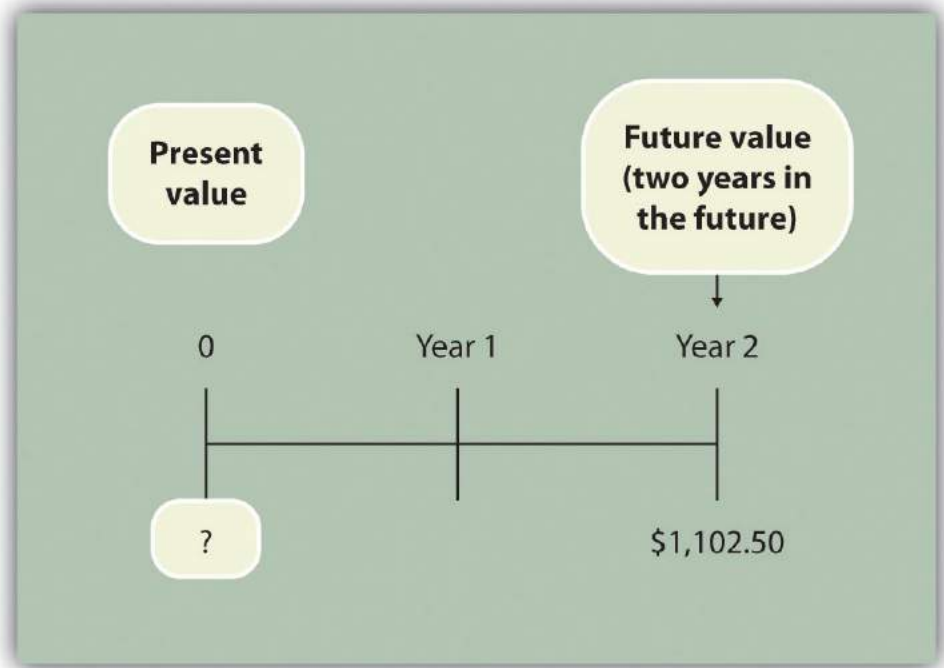 Present
value
Future value
(two years in
the future)
0
Year 1
Year 2
?
$1,102.50